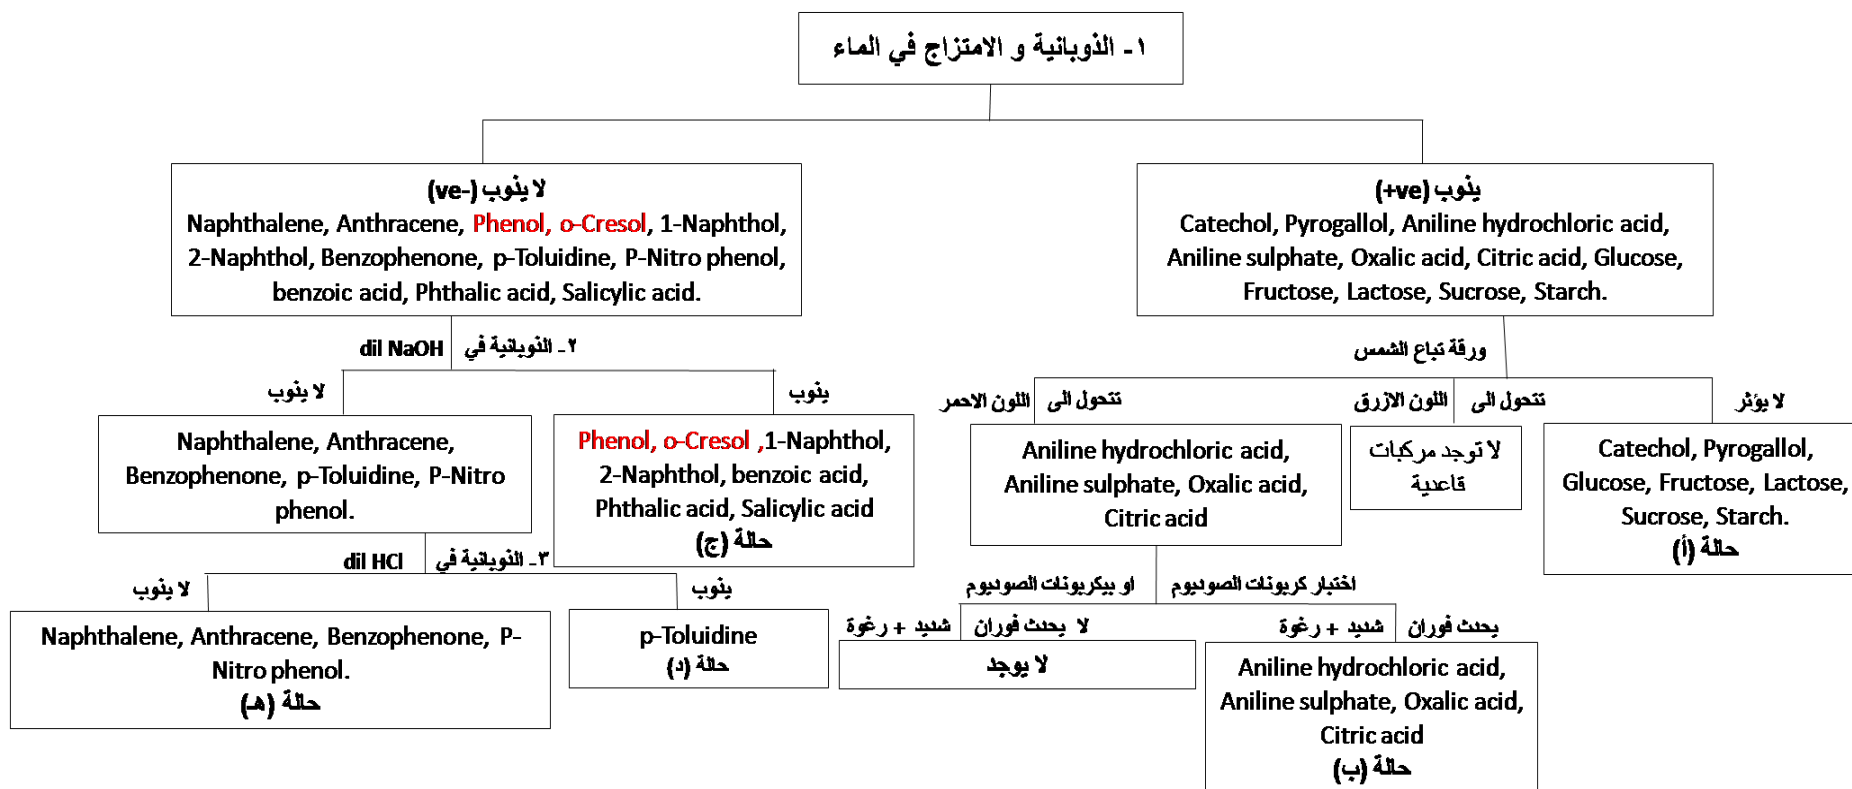 ١- الذوبانية و الامتزاج في الماء
يذوب (+ve)
Catechol, Pyrogallol, Aniline hydrochloric acid,
Aniline sulphate, Oxalic acid, Citric acid, Glucose,
Fructose, Lactose, Sucrose, Starch.
لا يذوب (-ve)
Naphthalene, Anthracene, Phenol, o-Cresol, 1-Naphthol,
2-Naphthol, Benzophenone, p-Toluidine, P-Nitro phenol,
benzoic acid, Phthalic acid, Salicylic acid.
ورقة تباع الشمس
لا يؤثر
تتحول الى اللون الازرق
تتحول الى اللون الاحمر
Catechol, Pyrogallol,
Glucose, Fructose, Lactose,
Sucrose, Starch.
حالة (أ)
لا توجد مركبات
قاعدية
Aniline hydrochloric acid,
Aniline sulphate, Oxalic acid,
Citric acid
اختبار كربونات الصوديوم او بيكربونات الصوديوم
يحدث فوران شديد + رغوة
لا يحدث فوران شديد + رغوة
Aniline hydrochloric acid,
Aniline sulphate, Oxalic acid,
Citric acid
حالة (ب)
لا يوجد
٢- الذوبانية في dil NaOH
يذوب
لا يذوب
Phenol, o-Cresol ,1-Naphthol,
2-Naphthol, benzoic acid,
Phthalic acid, Salicylic acid
حالة (ج)
Naphthalene, Anthracene,
Benzophenone, p-Toluidine, P-Nitro
phenol.
٣- الذوبانية في dil HCl
يذوب
لا يذوب
p-Toluidine
حالة (د)
Naphthalene, Anthracene, Benzophenone, P-
Nitro phenol.
حالة (هـ)